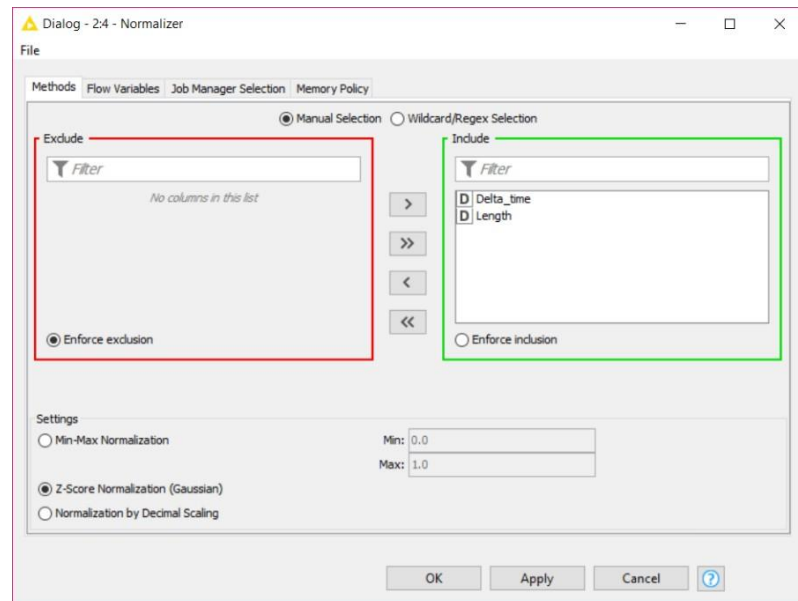 Dialog - 2:4 - Normalizer
File
Methods Flow Variables Job Manager Selection Memory Policy
Manual Selection Wildcard/Regex Selection
Exclude
Filter
No columns in this list
Enforce exclusion
>
>>
<
<<
Include
Filter
D Delta_time
D Length
Enforce inclusion
Settings
Min-Max Normalization
Min: 0.0
Max: 1.0
Z-Score Normalization (Gaussian)
Normalization by Decimal Scaling
OK Apply Cancel ?